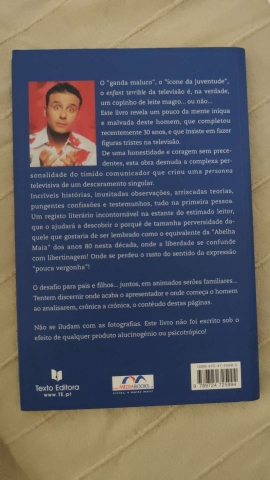 O "ganda maluco", o "ícone da juventude",
o enfant terrible da televisão é, na verdade,
um copinho de leite magro... ou não...
Este livro revela um pouco da mente iníqua
e malvada deste homem, que completou
recentemente 30 anos, e que insiste em fazer
figuras tristes na televisão.
De uma honestidade e coragem sem prece-
dentes, esta obra desnuda a complexa per-
sonalidade do tímido comunicador que criou uma personna
televisiva de um descaramento singular.
Incríveis histórias, inusitadas observações, arriscadas teorias,
pungentes confissões e testemunhos, tudo na primeira pessoa.
Um registo literário incontornável na estante do estimado leitor,
que o ajudará a descobrir o porquê de tamanha perversidade da-
quele que gostaria de ser lembrado como o equivalente da "Abelha
Maia" dos anos 80 nesta década, onde a liberdade se confunde
com libertinagem! Onde se perdeu o rasto do sentido da expressão
"pouca vergonha"!
O desafio para pais e filhos... juntos, em animados serões familiares...
Tentem discernir onde acaba o apresentador e onde começa o homem
ao analisarem, crónica a crónica, o contéudo destas páginas.
Não se iludam com as fotografias. Este livro não foi escrito sob o
efeito de qualquer produto alucinogénio ou psicotrópico!
Texto Editora
www.te.pt
MEDIABOOKS